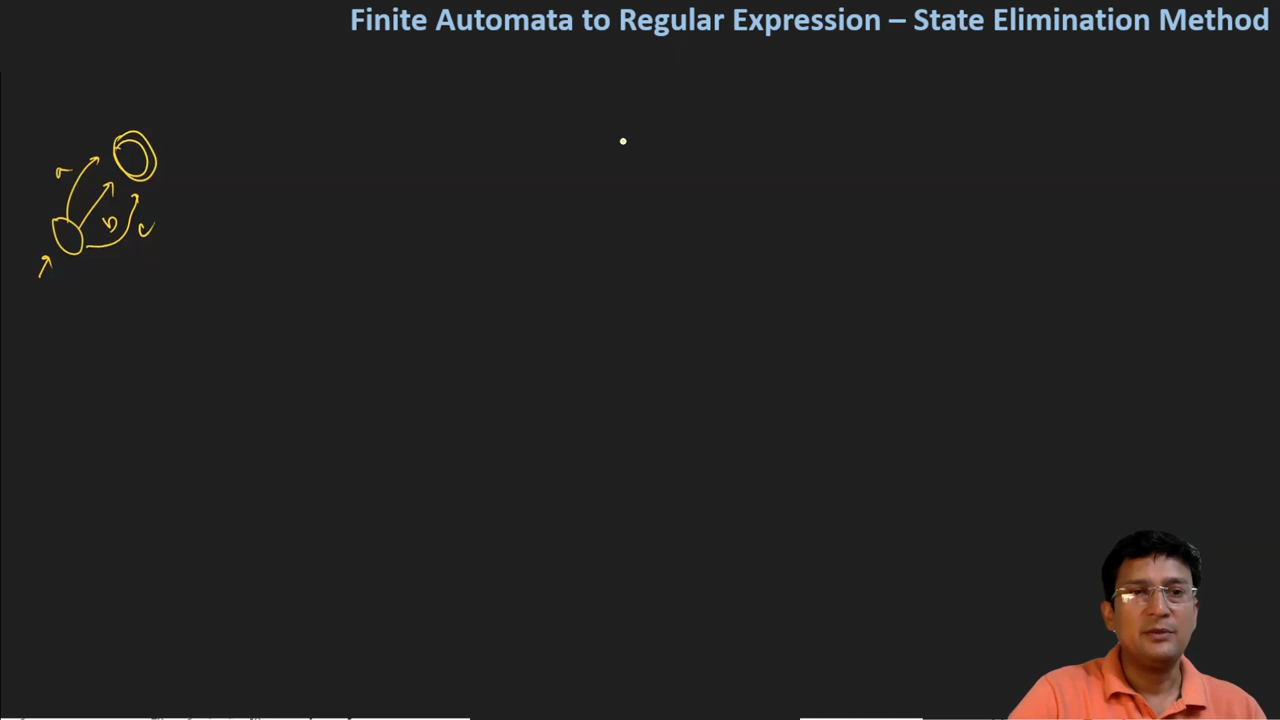 Finite Automata to Regular Expression – State Elimination Method
a
b
c